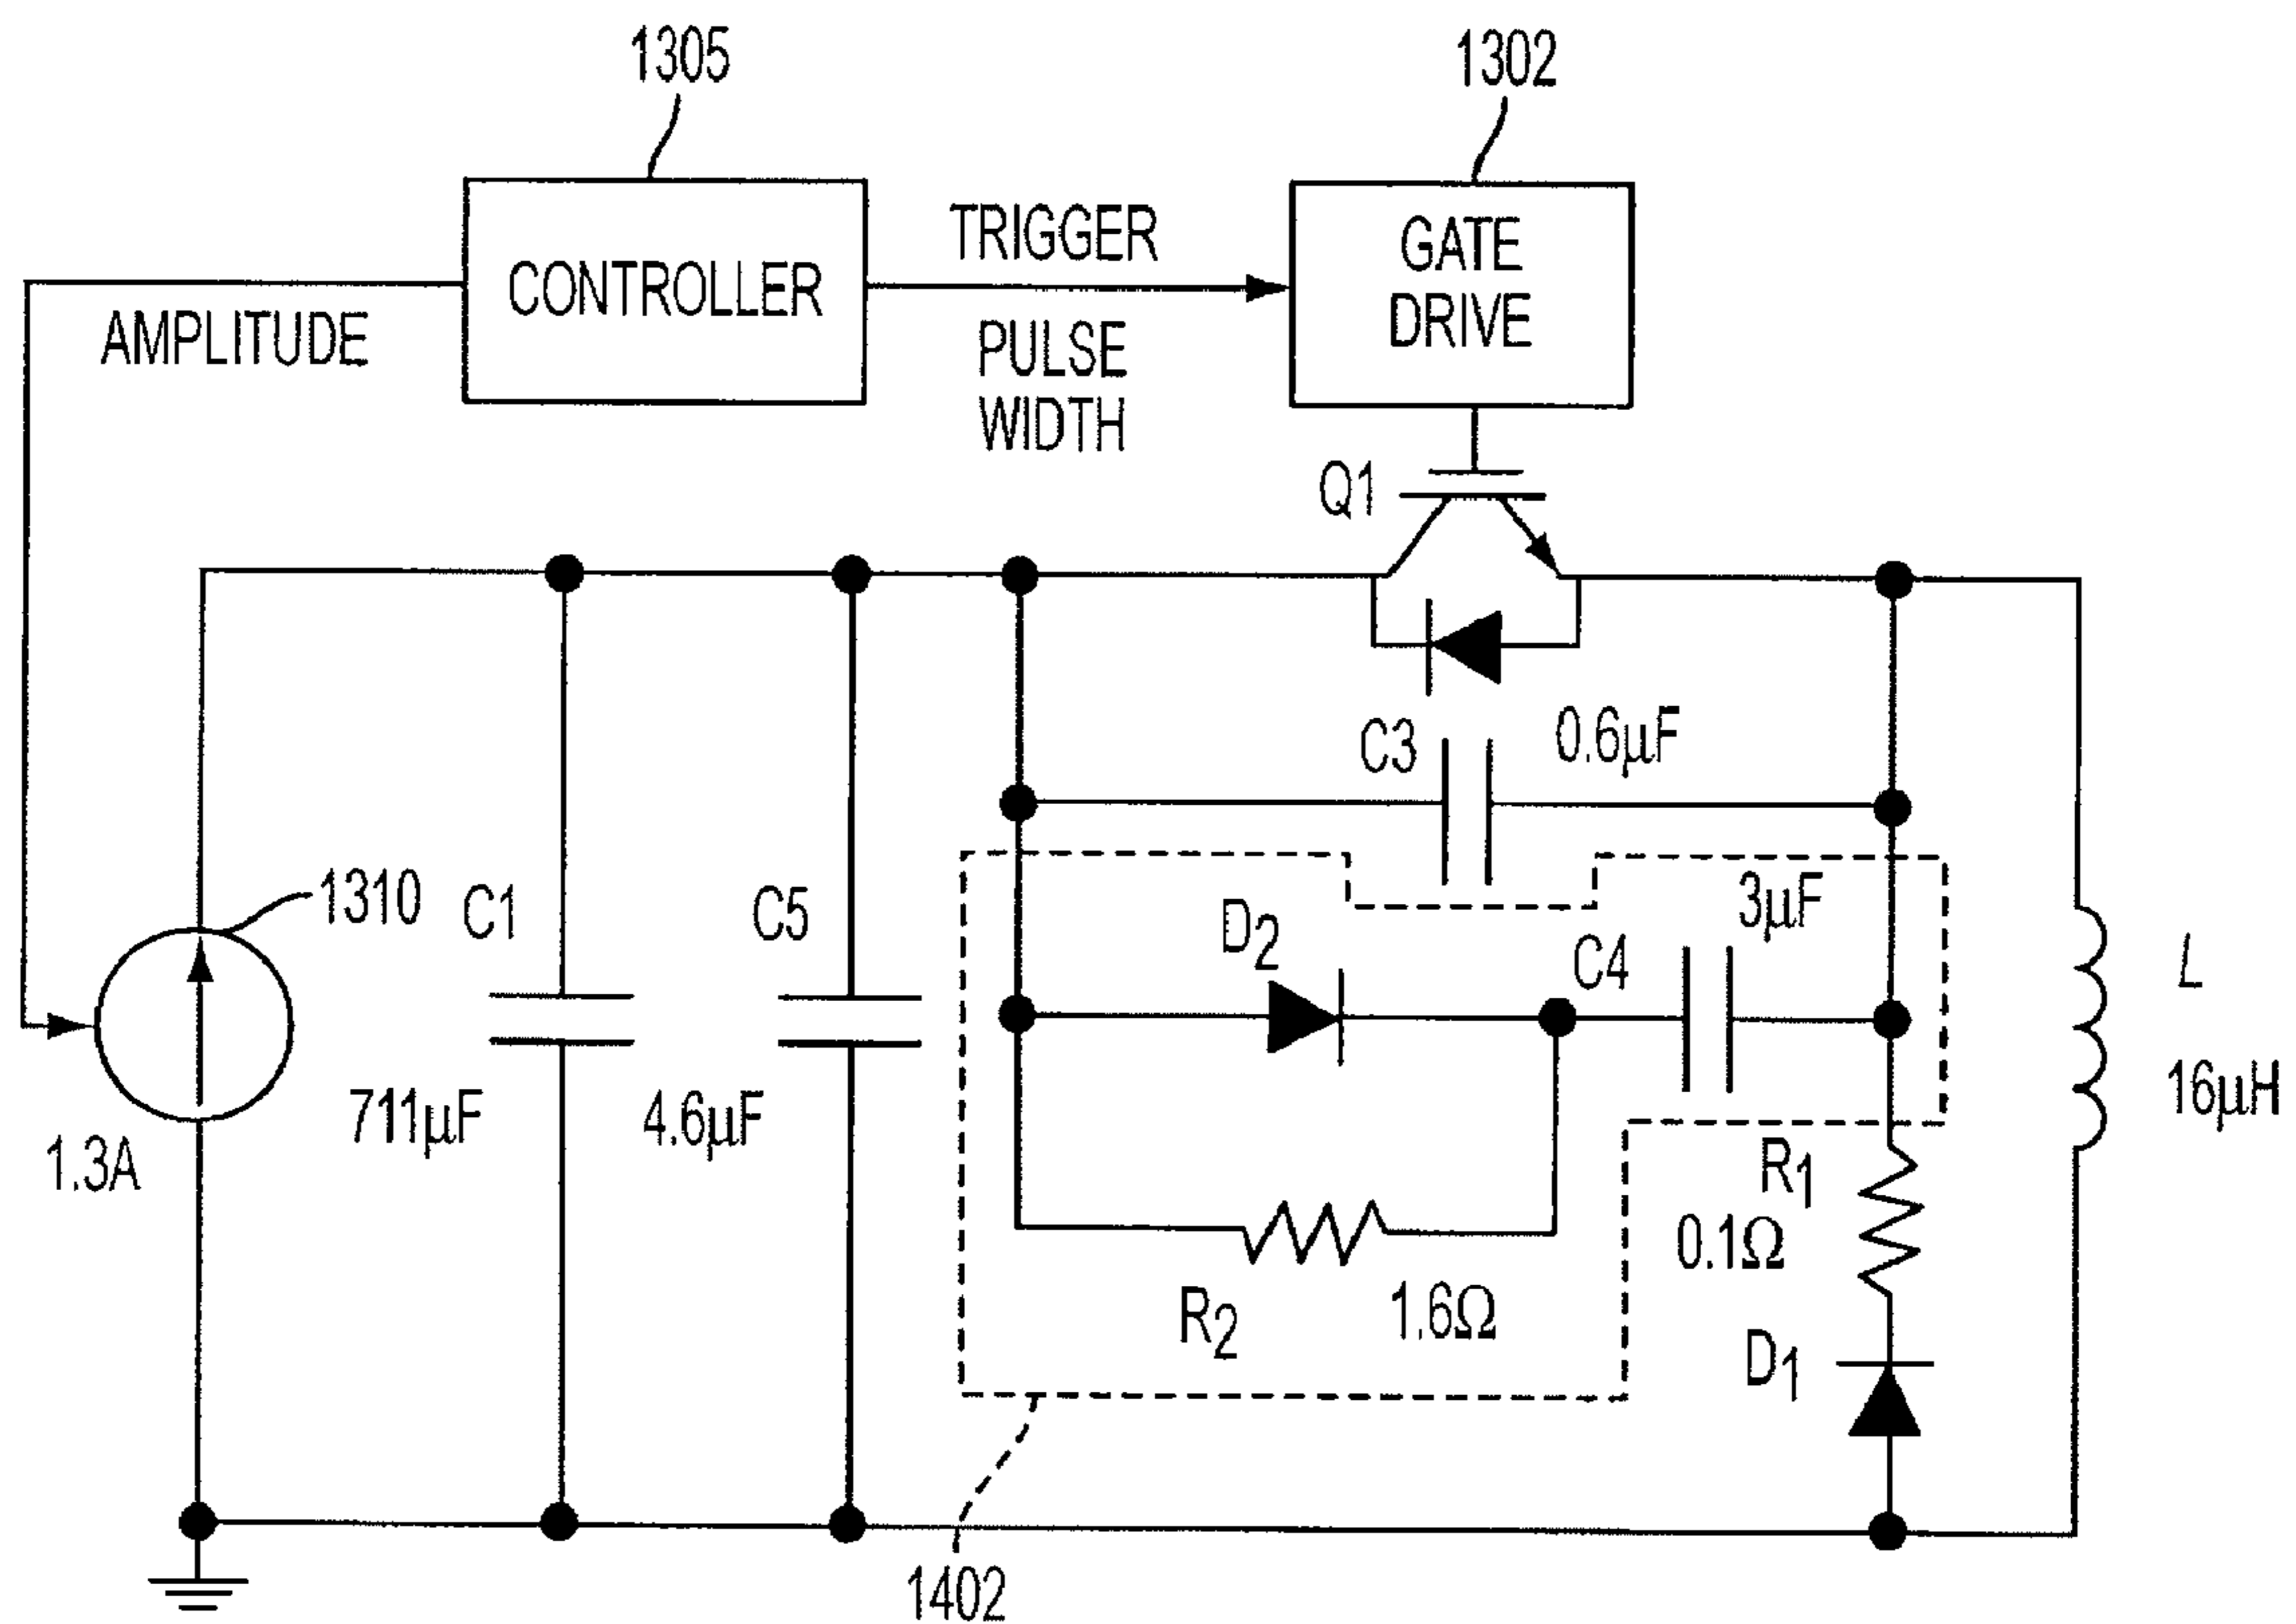 1305
1302
CONTROLLER
TRIGGER
PULSE
WIDTH
GATE
DRIVE
AMPLITUDE
Q1
C3
0.6µF
1310
C1
C5
D2
C4
3µF
L
16µH
711µF
4.6µF
1.3A
R1
0.1Ω
R2
1.6Ω
D1
1402